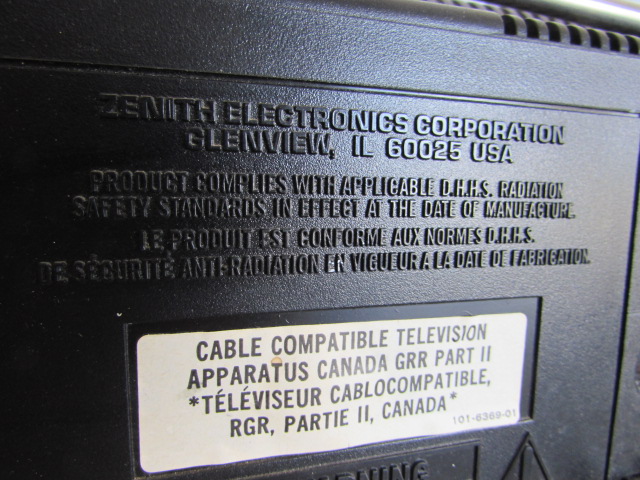 ZENITH ELECTRONICS CORPORATION
GLENVIEW, IL 60025 USA
PRODUCT COMPLIES WITH APPLICABLE D.H.H.S. RADIATION
SAFETY STANDARDS IN EFFECT AT THE DATE OF MANUFACTURE.
LE PRODUIT EST CONFORME AUX NORMES D.H.H.S.
DE SÉCURITÉ ANTI-RADIATION EN VIGUEUR A LA DATE DE FABRICATION.
CABLE COMPATIBLE TELEVISION
APPARATUS CANADA GRR PART II
*TÉLÉVISEUR CABLOCOMPATIBLE,
RGR, PARTIE II, CANADA*
101-6369-01
WARNING